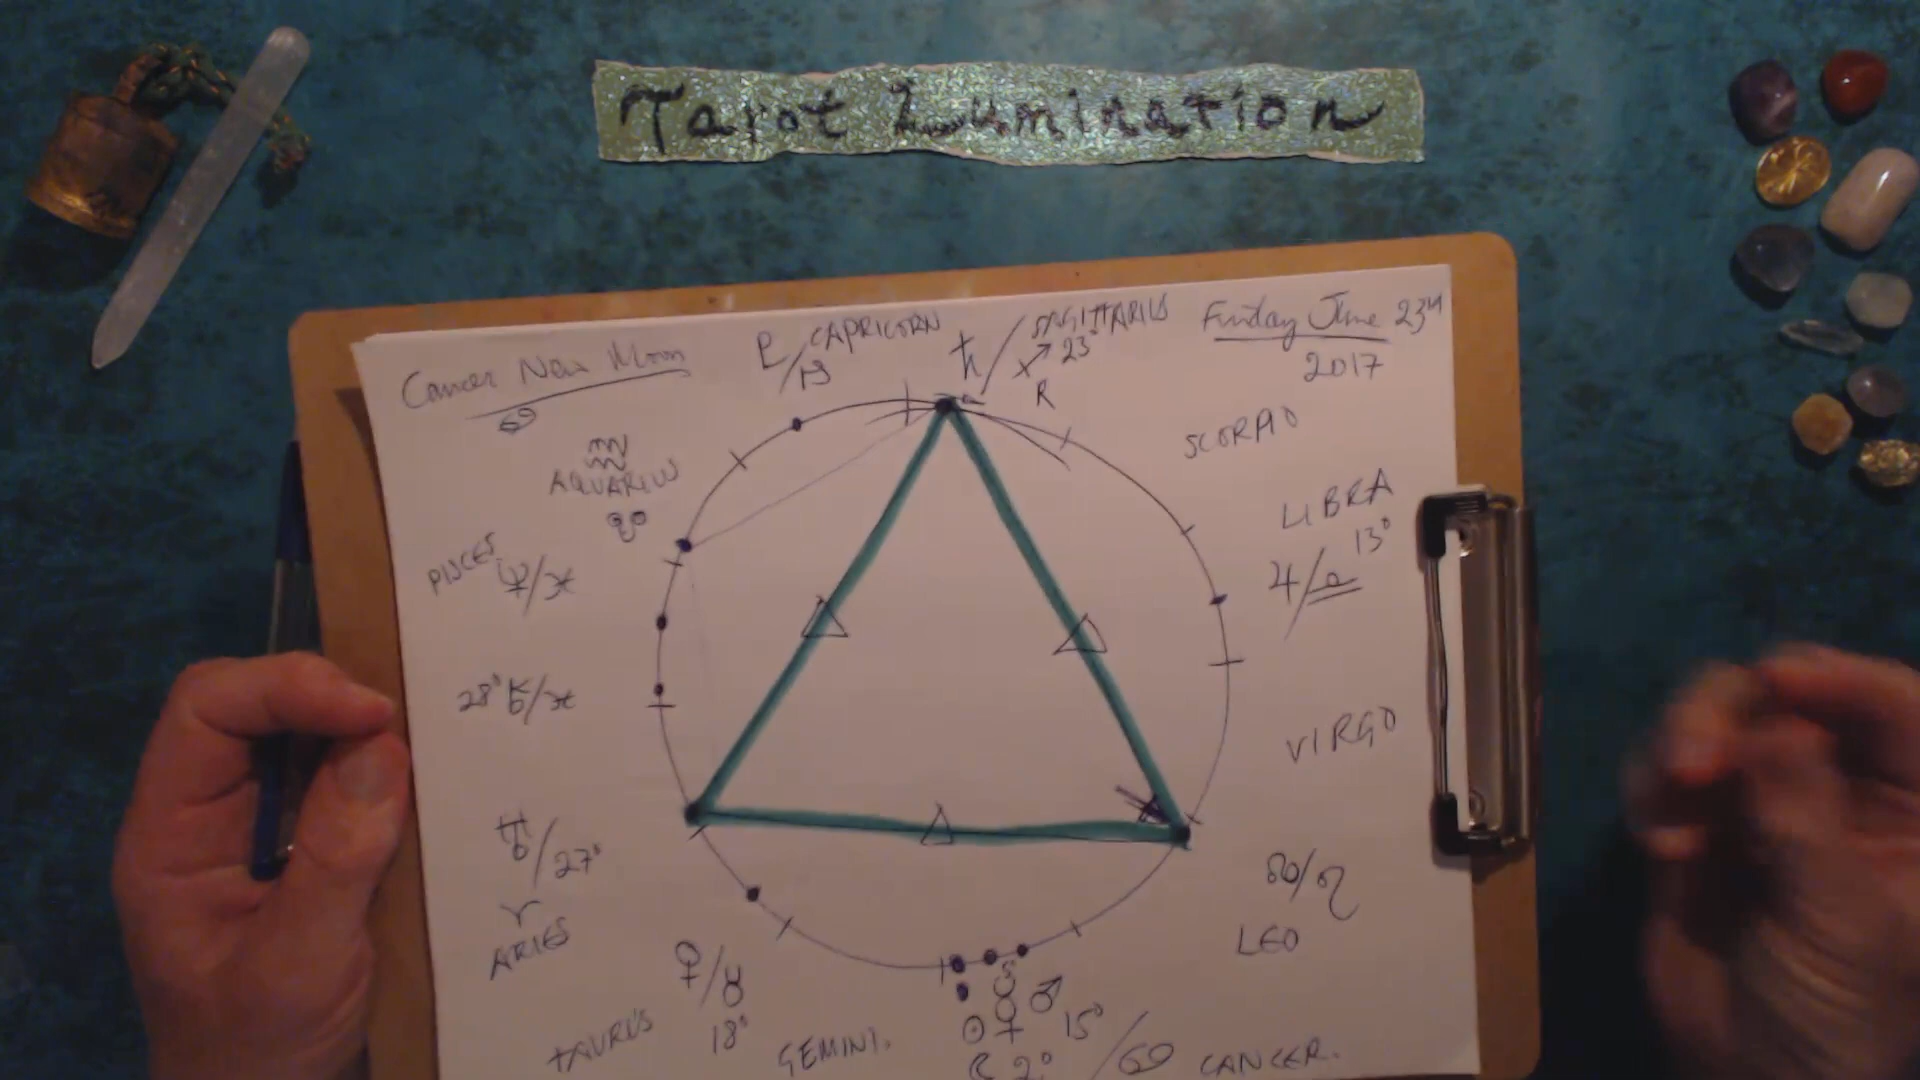 Tarot Lumination
Cancer New Moon
♋
Friday June 23rd
2017
♇/♑ CAPRICORN
♄/SAGITTARIUS
♐ 23°
R
♒
AQUARIUS
☋
SCORPIO
LIBRA
13°
♃/♎
PISCES
♆/♓
28° ⚷/♓
VIRGO
♅/27°
♈
ARIES
☊/♌
LEO
♀/♉
TAURUS 18°
GEMINI.
☿ ♂
☉ 15°
☾ 2° /♋ CANCER.